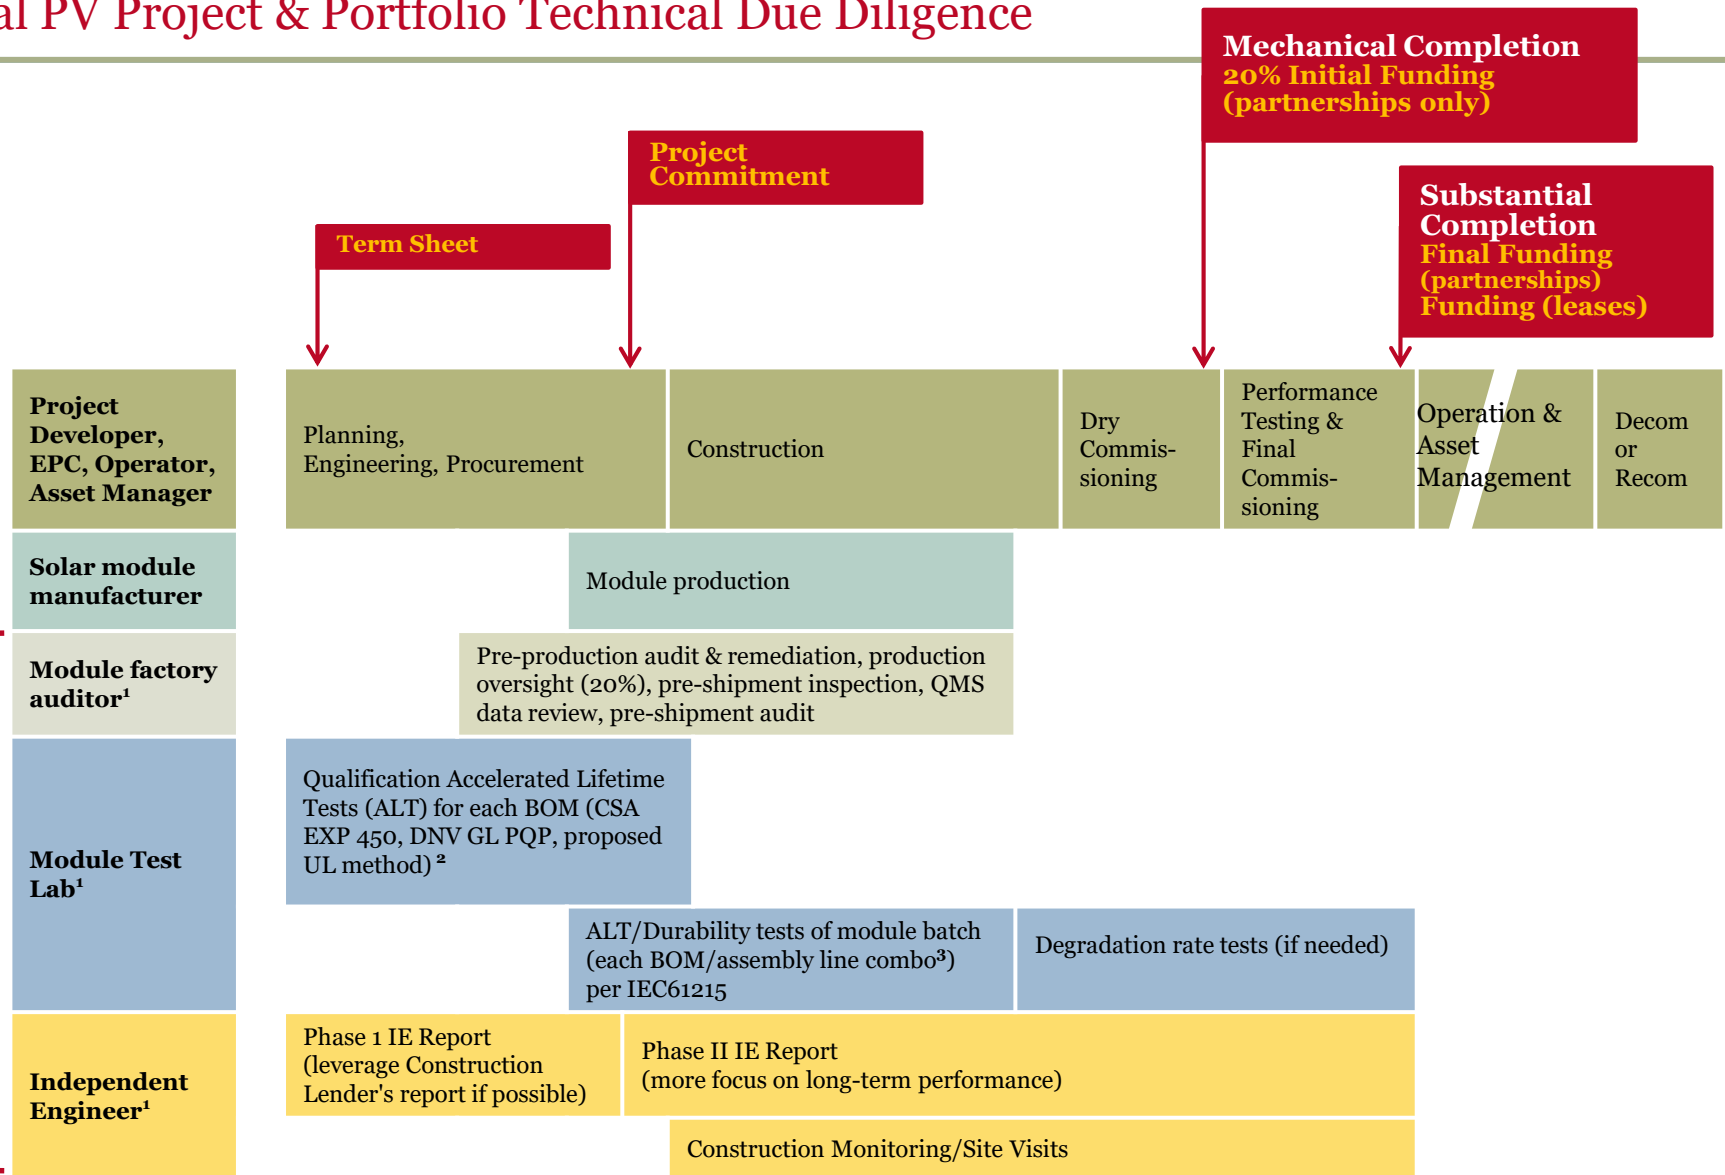 al PV Project & Portfolio Technical Due Diligence
Mechanical Completion
20% Initial Funding
(partnerships only)
Project
Commitment
Substantial
Completion
Final Funding
(partnerships)
Funding (leases)
Term Sheet
Project
Developer,
EPC, Operator,
Asset Manager
Planning,
Engineering, Procurement
Construction
Dry
Commis-
sioning
Performance
Testing &
Final
Commis-
sioning
Operation &
Asset
Management
Decom
or
Recom
Solar module
manufacturer
Module production
Module factory
auditor¹
Pre-production audit & remediation, production
oversight (20%), pre-shipment inspection, QMS
data review, pre-shipment audit
Module Test
Lab¹
Qualification Accelerated Lifetime
Tests (ALT) for each BOM (CSA
EXP 450, DNV GL PQP, proposed
UL method) ²
ALT/Durability tests of module batch
(each BOM/assembly line combo³)
per IEC61215
Degradation rate tests (if needed)
Independent
Engineer¹
Phase 1 IE Report
(leverage Construction
Lender's report if possible)
Phase II IE Report
(more focus on long-term performance)
Construction Monitoring/Site Visits